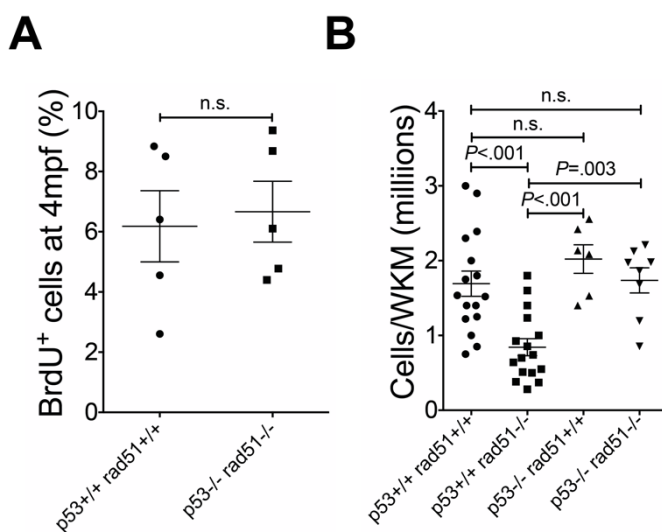 A
B
n.s.
BrdU+ cells at 4mpf (%)
10
8
6
4
2
0
p53+/+ rad51+/+
p53-/- rad51-/-
n.s.
n.s.
P<.001
P=.003
P<.001
Cells/WKM (milliions)
4
3
2
1
0
p53+/+ rad51+/+
p53+/+ rad51-/-
p53-/- rad51+/+
p53-/- rad51-/-